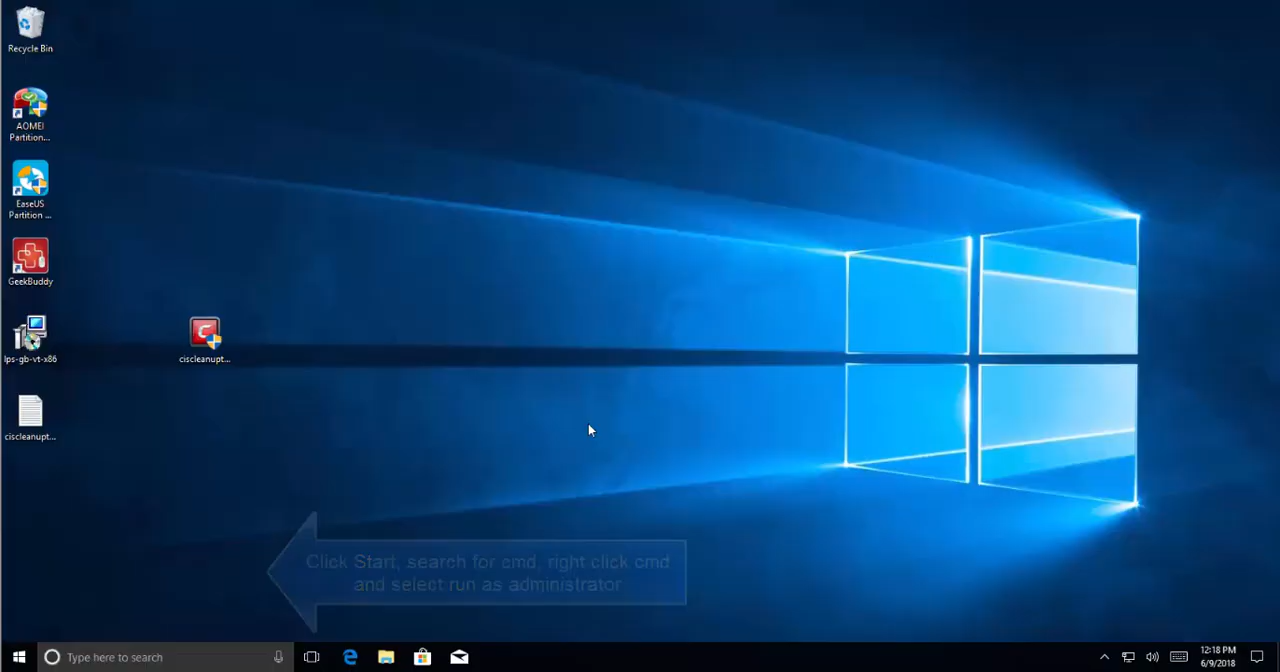 Recycle Bin
AOMEI
Partition...
EaseUS
Partition ...
GeekBuddy
lps-gb-vt-x86
ciscleanupt...
ciscleanupt...
Click Start, search for cmd, right click cmd
and select run as administrator
Type here to search
12:18 PM
6/9/2018